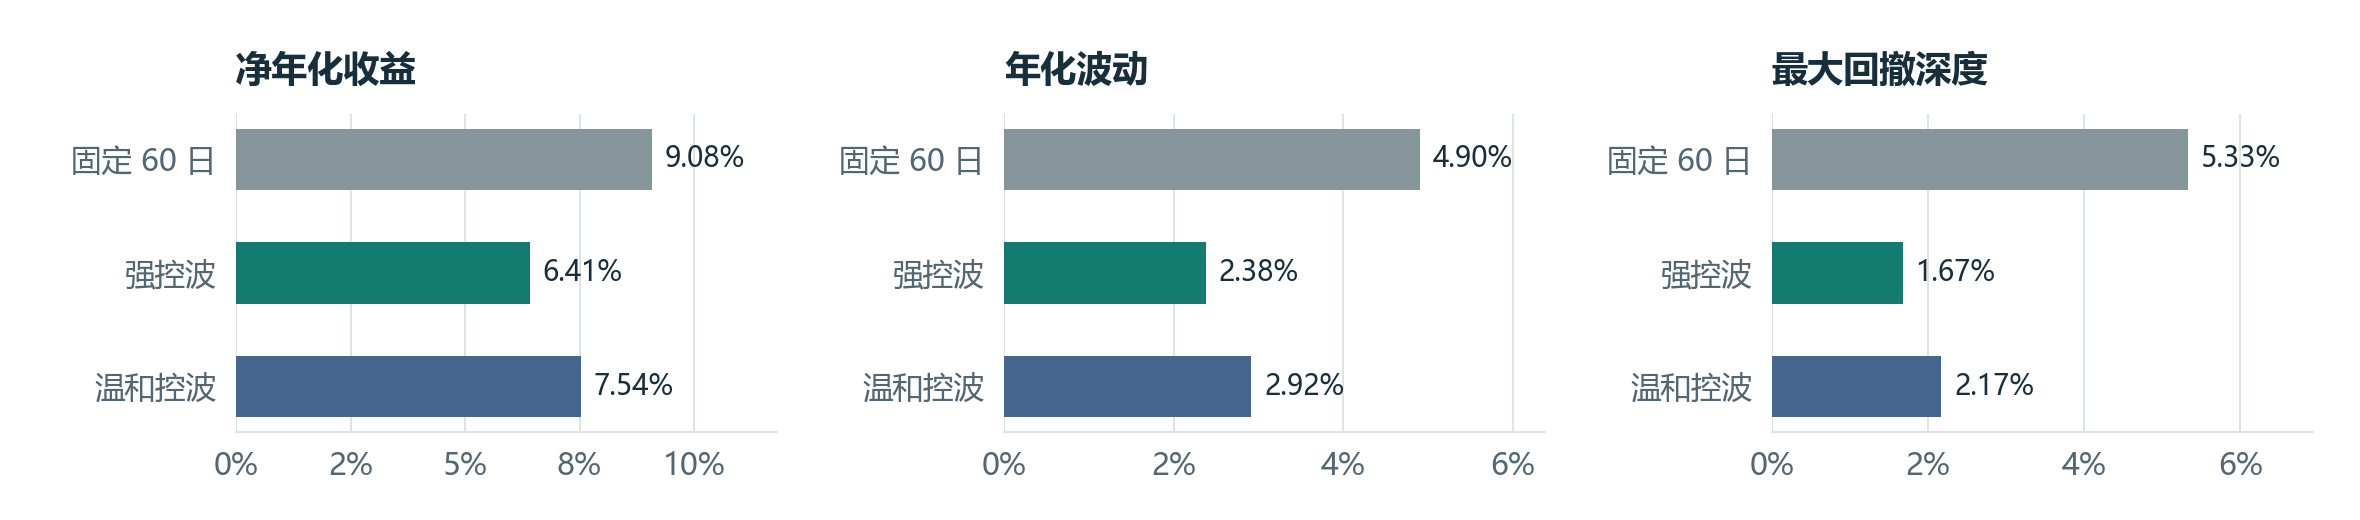 净年化收益
固定 60 日
9.08%
强控波
6.41%
温和控波
7.54%
0% 2% 5% 8% 10%
年化波动
固定 60 日
4.90%
强控波
2.38%
温和控波
2.92%
0% 2% 4% 6%
最大回撤深度
固定 60 日
5.33%
强控波
1.67%
温和控波
2.17%
0% 2% 4% 6%